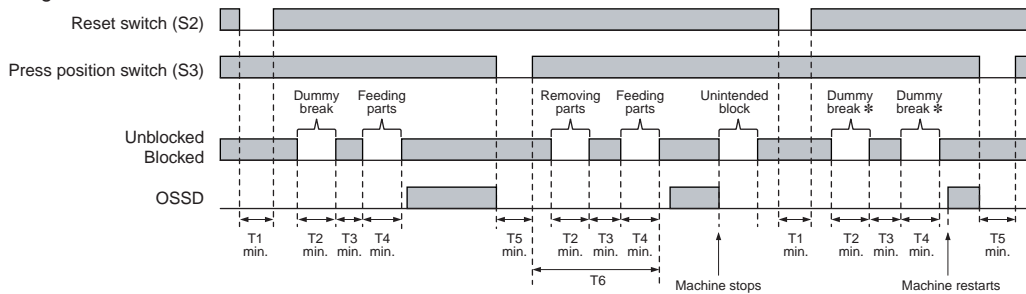 Reset switch (S2)
Press position switch (S3)
Dummy break
Feeding parts
Removing parts
Feeding parts
Unintended block
Dummy break *
Dummy break *
Unblocked
Blocked
OSSD
T1 min.
T2 min.
T3 min.
T4 min.
T5 min.
T2 min.
T3 min.
T4 min.
T1 min.
T2 min.
T3 min.
T4 min.
T5 min.
T6
Machine stops
Machine restarts